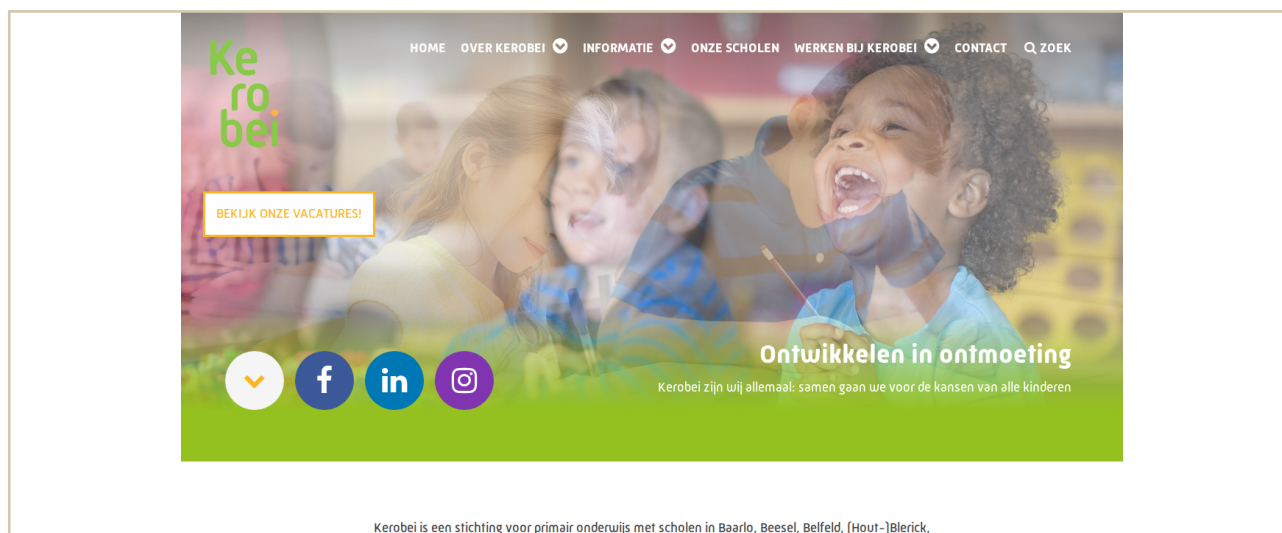 Ke
ro
bei
HOME OVER KEROBEI INFORMATIE ONZE SCHOLEN WERKEN BIJ KEROBEI CONTACT ZOEK
BEKIJK ONZE VACATURES!
Ontwikkelen in ontmoeting
Kerobei zijn wij allemaal: samen gaan we voor de kansen van alle kinderen
Kerobei is een stichting voor primair onderwijs met scholen in Baarlo, Beesel, Belfeld, (Hout-)Blerick,